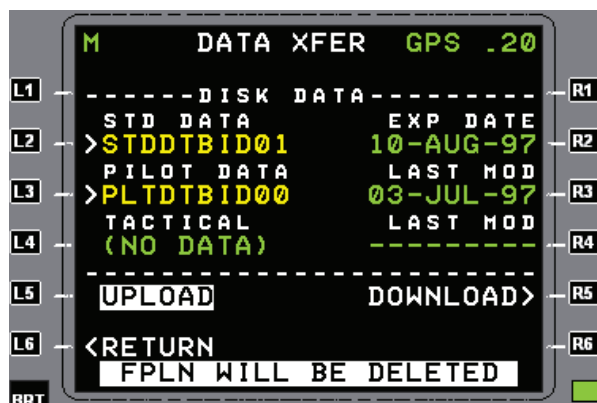 M DATA XFER GPS .20
L1 ------DISK DATA--------- R1
STD DATA EXP DATE
L2 >STDDTBID01 10-AUG-97 R2
PILOT DATA LAST MOD
L3 >PLTDTBID00 03-JUL-97 R3
TACTICAL LAST MOD
L4 (NO DATA) --------- R4
------------------------
L5 UPLOAD DOWNLOAD> R5
L6 <RETURN R6
FPLN WILL BE DELETED
BRT